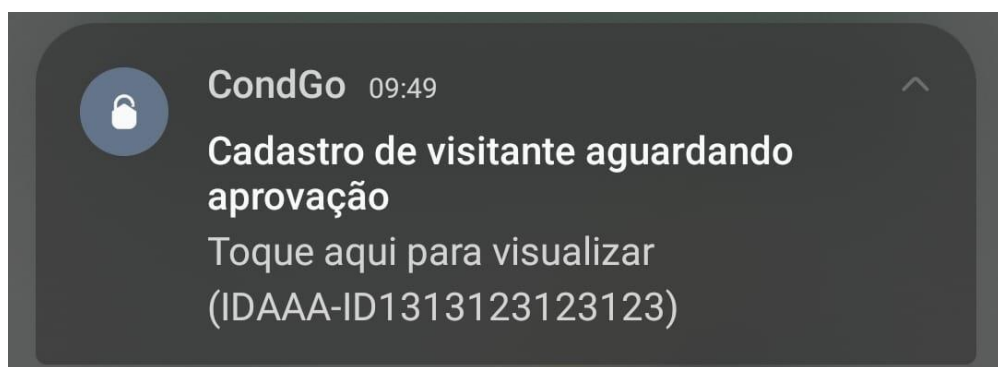 CondGo 09:49
Cadastro de visitante aguardando
aprovação
Toque aqui para visualizar
(IDAAA-ID1313123123123)